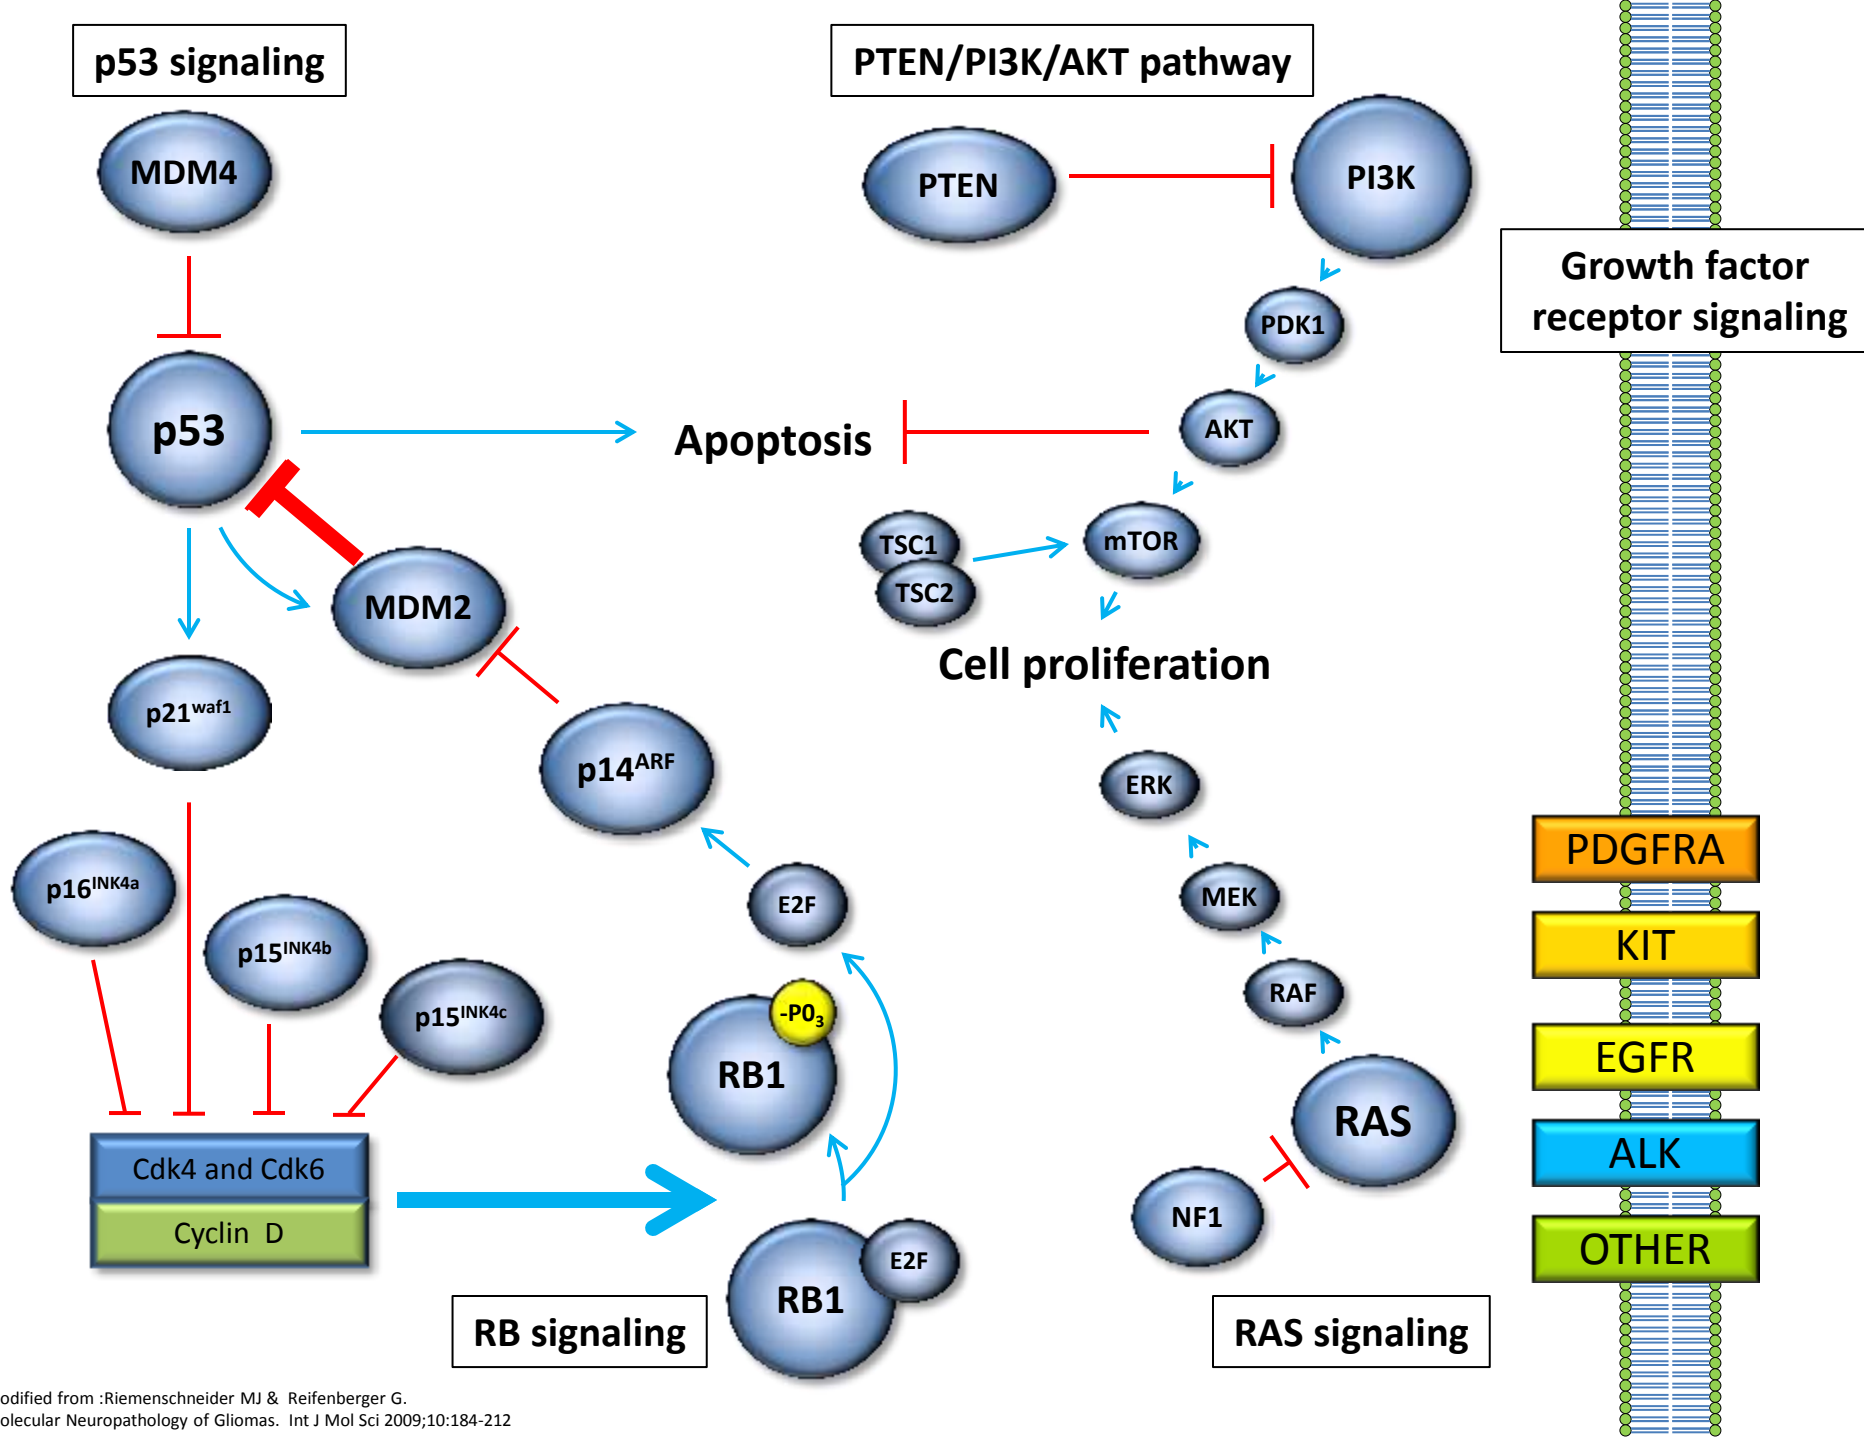 p53 signaling
MDM4
p53
MDM2
p21waf1
p14ARF
p16INK4a
p15INK4b
p15INK4c
Cdk4 and Cdk6
Cyclin D
E2F
-P03
RB1
RB1
E2F
RB signaling
PTEN/PI3K/AKT pathway
PTEN
PI3K
PDK1
AKT
Apoptosis
TSC1
TSC2
mTOR
Cell proliferation
ERK
MEK
RAF
RAS
NF1
RAS signaling
Growth factor
receptor signaling
PDGFRA
KIT
EGFR
ALK
OTHER
odified from :Riemenschneider MJ & Reifenberger G.
olecular Neuropathology of Gliomas. Int J Mol Sci 2009;10:184-212